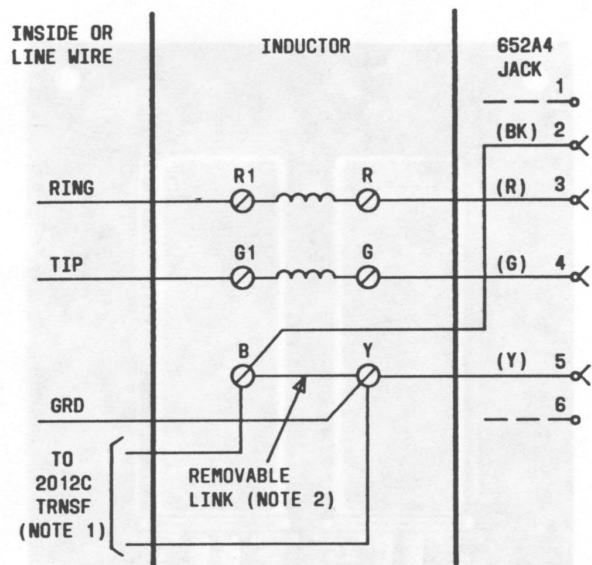 INSIDE OR
LINE WIRE
INDUCTOR
652A4
JACK
1
(BK) 2
RING
R1
R
(R) 3
TIP
G1
G
(G) 4
B
Y
(Y) 5
GRD
6
TO
2012C
TRNSF
(NOTE 1)
REMOVABLE
LINK (NOTE 2)